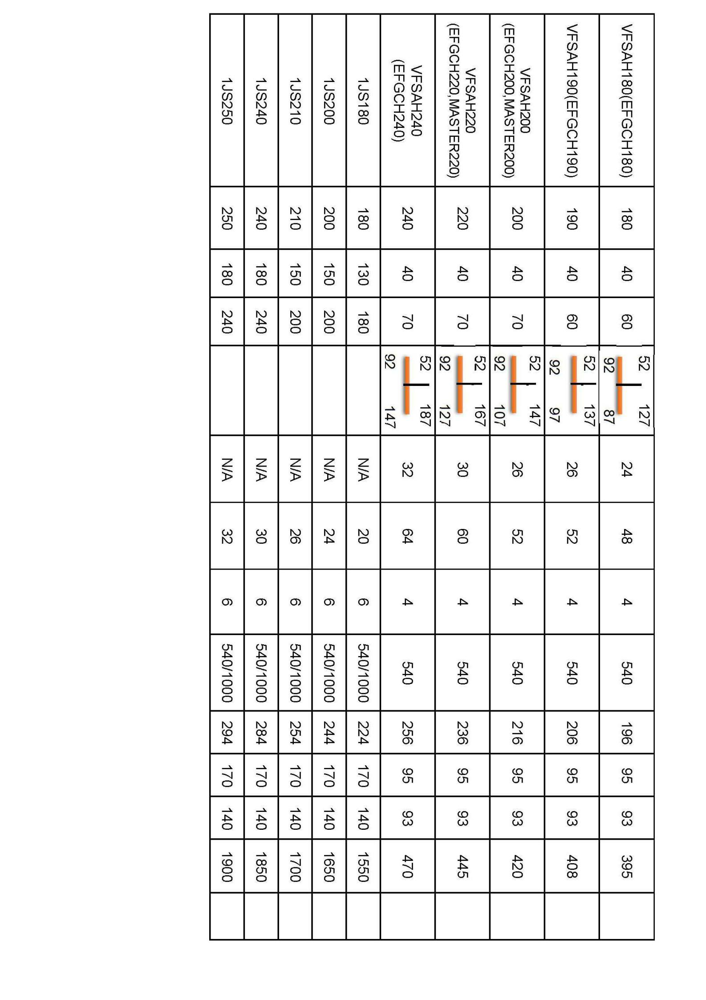 VFSAH180(EFGCH180) 180 40 60 52 127 92 87 24 48 4 540 196 95 93 395
VFSAH190(EFGCH190) 190 40 60 52 137 92 97 26 52 4 540 206 95 93 408
VFSAH200
(EFGCH200,MASTER200) 200 40 70 52 147 92 107 26 52 4 540 216 95 93 420
VFSAH220
(EFGCH220,MASTER220) 220 40 70 52 167 92 127 30 60 4 540 236 95 93 445
VFSAH240
(EFGCH240) 240 40 70 52 187 92 147 32 64 4 540 256 95 93 470
1JS180 180 130 180 N/A 20 6 540/1000 224 170 140 1550
1JS200 200 150 200 N/A 24 6 540/1000 244 170 140 1650
1JS210 210 150 200 N/A 26 6 540/1000 254 170 140 1700
1JS240 240 180 240 N/A 30 6 540/1000 284 170 140 1850
1JS250 250 180 240 N/A 32 6 540/1000 294 170 140 1900